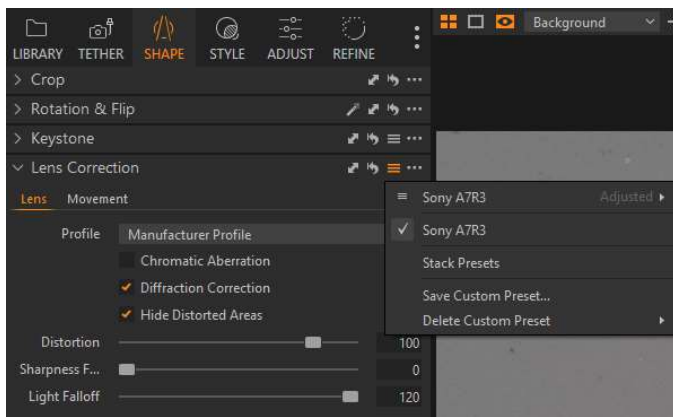 Background
LIBRARY TETHER SHAPE STYLE ADJUST REFINE
Crop
Rotation & Flip
Keystone
Lens Correction
Lens Movement
Profile Manufacturer Profile
Chromatic Aberration
Diffraction Correction
Hide Distorted Areas
Distortion 100
Sharpness F... 0
Light Falloff 120
Sony A7R3 Adjusted
Sony A7R3
Stack Presets
Save Custom Preset...
Delete Custom Preset